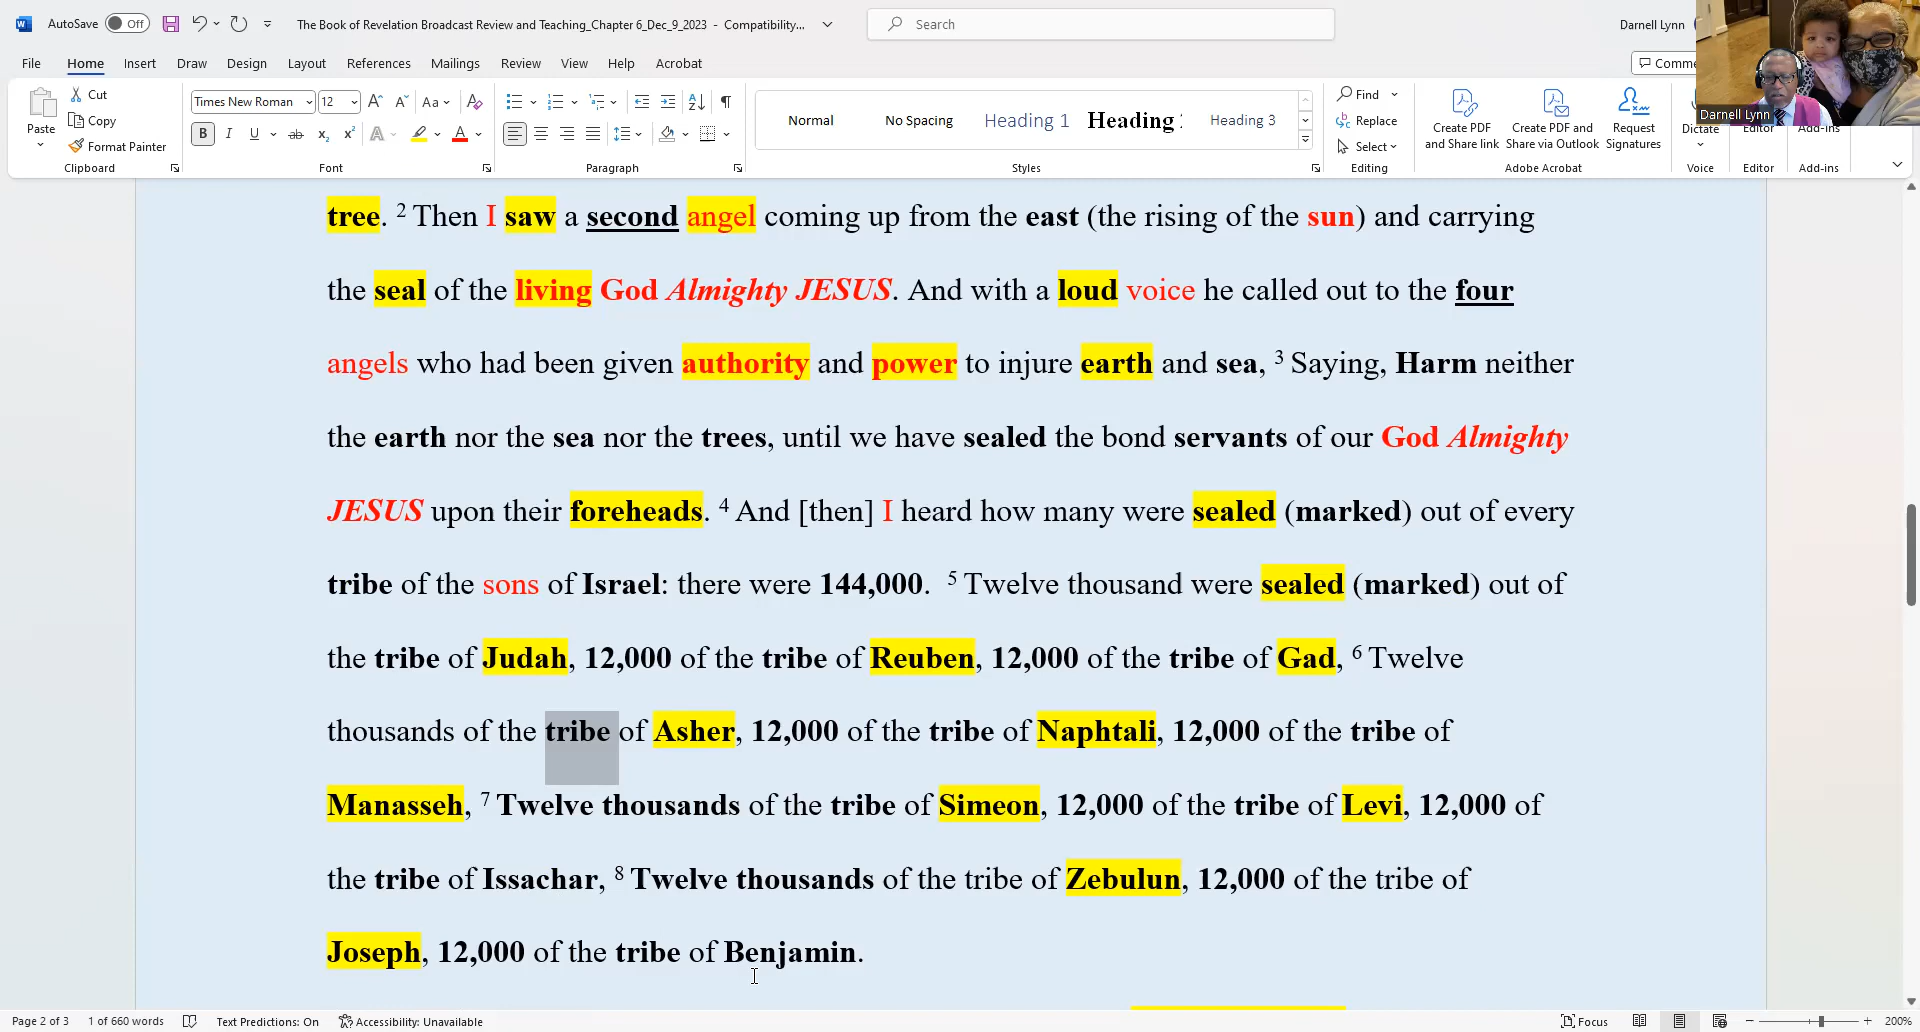 AutoSave Off The Book of Revelation Broadcast Review and Teaching_Chapter 6_Dec_9_2023 - Compatibility... Search Darnell Lynn
File Home Insert Draw Design Layout References Mailings Review View Help Acrobat Comme
Paste Cut Copy Format Painter Clipboard
Times New Roman 12 Font
Paragraph
Normal No Spacing Heading 1 Heading 2 Heading 3 Styles
Find Replace Select Editing
Create PDF and Share link Create PDF and Share via Outlook Request Signatures Adobe Acrobat
Dictate Voice Editor Editor Add-ins Add-ins
Darnell Lynn
tree. 2 Then I saw a second angel coming up from the east (the rising of the sun) and carrying
the seal of the living God Almighty JESUS. And with a loud voice he called out to the four
angels who had been given authority and power to injure earth and sea, 3 Saying, Harm neither
the earth nor the sea nor the trees, until we have sealed the bond servants of our God Almighty
JESUS upon their foreheads. 4 And [then] I heard how many were sealed (marked) out of every
tribe of the sons of Israel: there were 144,000. 5 Twelve thousand were sealed (marked) out of
the tribe of Judah, 12,000 of the tribe of Reuben, 12,000 of the tribe of Gad, 6 Twelve
thousands of the tribe of Asher, 12,000 of the tribe of Naphtali, 12,000 of the tribe of
Manasseh, 7 Twelve thousands of the tribe of Simeon, 12,000 of the tribe of Levi, 12,000 of
the tribe of Issachar, 8 Twelve thousands of the tribe of Zebulun, 12,000 of the tribe of
Joseph, 12,000 of the tribe of Benjamin.
Page 2 of 3 1 of 660 words Text Predictions: On Accessibility: Unavailable Focus 200%